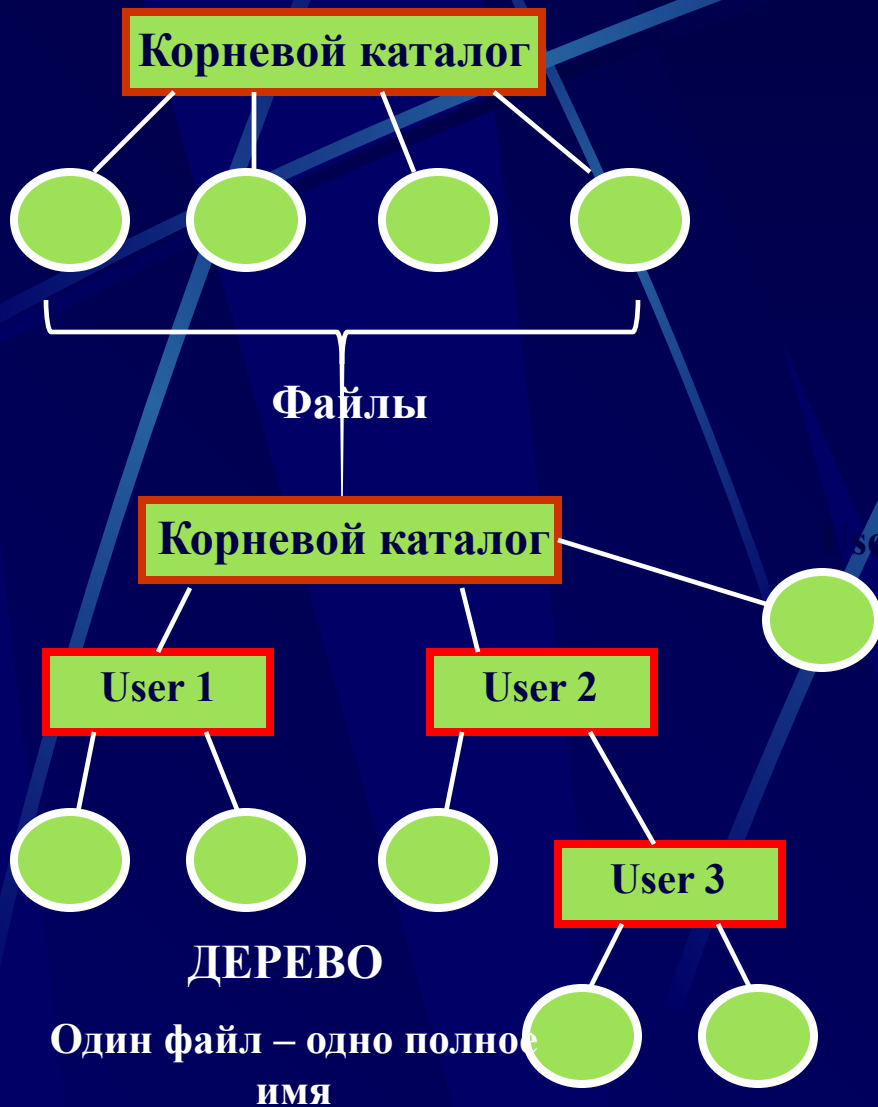 Корневой каталог
Файлы
Корневой каталог
User 1
User 2
User 3
ДЕРЕВО
Один файл – одно полное
имя